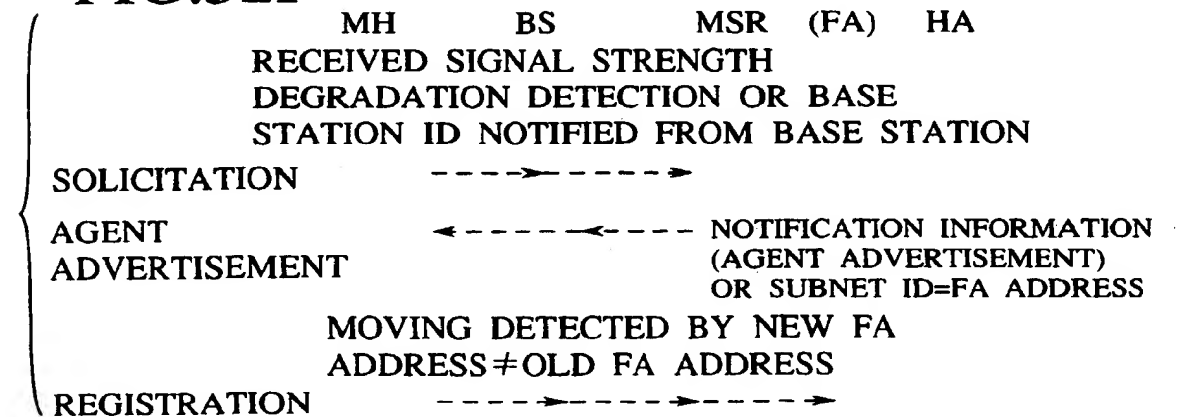 MH BS MSR (FA) HA
RECEIVED SIGNAL STRENGTH
DEGRADATION DETECTION OR BASE
STATION ID NOTIFIED FROM BASE STATION
SOLICITATION
AGENT
ADVERTISEMENT
NOTIFICATION INFORMATION
(AGENT ADVERTISEMENT)
OR SUBNET ID=FA ADDRESS
MOVING DETECTED BY NEW FA
ADDRESS≠OLD FA ADDRESS
REGISTRATION